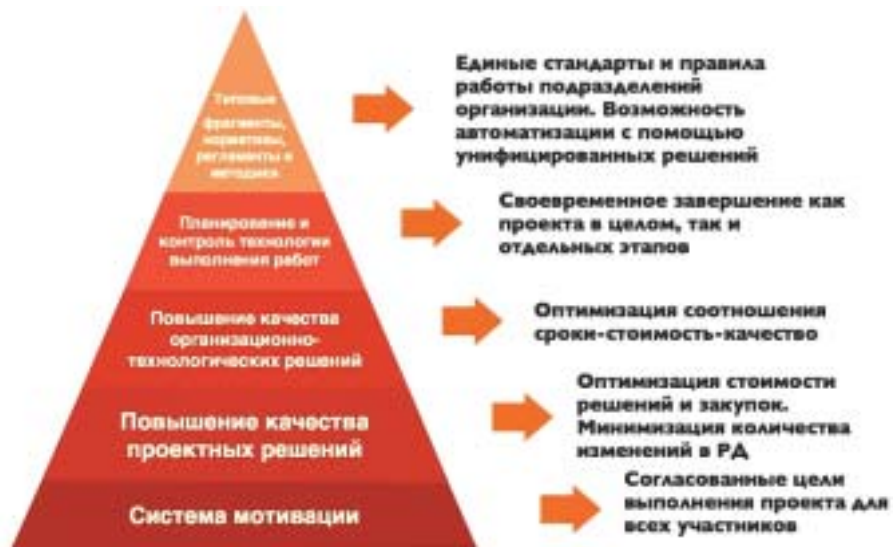 Типовые
фрагменты,
нормативы,
регламенты и
методики
Единые стандарты и правила
работы подразделений
организации. Возможность
автоматизации с помощью
унифицированных решений
Планирование и
контроль технологии
выполнения работ
Своевременное завершение как
проекта в целом, так и
отдельных этапов
Повышение качества
организационно-
технологических решений
Оптимизация соотношения
сроки-стоимость-качество
Повышение качества
проектных решений
Оптимизация стоимости
решений и закупок.
Минимизация количества
изменений в РД
Система мотивации
Согласованные цели
выполнения проекта для
всех участников